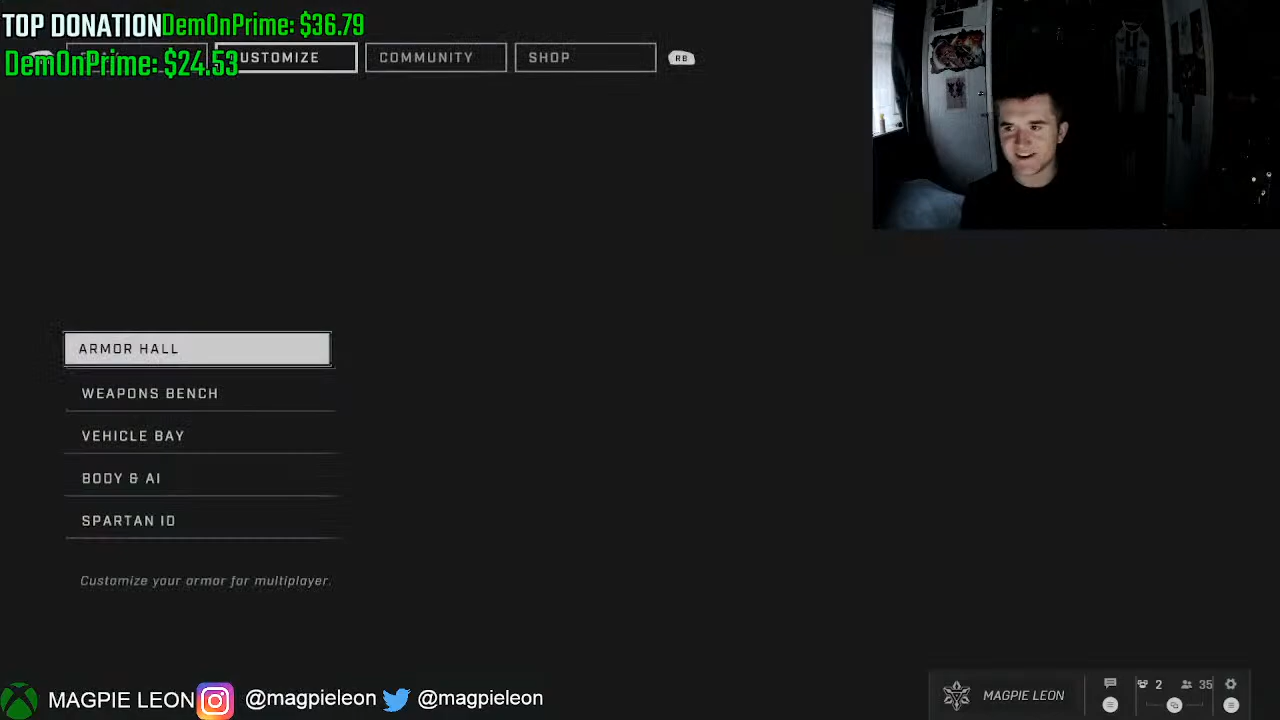 TOP DONATION DemOnPrime: $36.79
DemOnPrime: $24.53
CUSTOMIZE
COMMUNITY
SHOP
RB
ARMOR HALL
WEAPONS BENCH
VEHICLE BAY
BODY & AI
SPARTAN ID
Customize your armor for multiplayer.
MAGPIE LEON @magpieleon @magpieleon
MAGPIE LEON
2
35